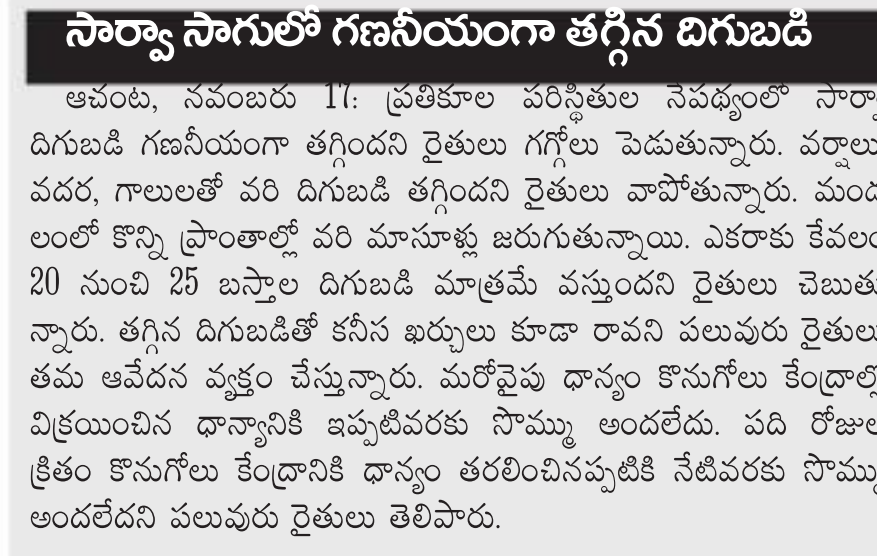 సార్వా సాగులో గణనీయంగా తగ్గిన దిగుబడి
ఆచంట, నవంబరు 17: ప్రతికూల పరిస్థితుల నేపథ్యంలో సార్వా
దిగుబడి గణనీయంగా తగ్గిందని రైతులు గగ్గోలు పెడుతున్నారు. వర్షాలు
వదర, గాలులతో వరి దిగుబడి తగ్గిందని రైతులు వాపోతున్నారు. మండ
లంలో కొన్ని ప్రాంతాల్లో వరి మాసూళ్లు జరుగుతున్నాయి. ఎకరాకు కేవలం
20 నుంచి 25 బస్తాల దిగుబడి మాత్రమే వస్తుందని రైతులు చెబుతు
న్నారు. తగ్గిన దిగుబడితో కనీస ఖర్చులు కూడా రావని పలువురు రైతులు
తమ ఆవేదన వ్యక్తం చేస్తున్నారు. మరోవైపు ధాన్యం కొనుగోలు కేంద్రాల్లో
విక్రయించిన ధాన్యానికి ఇప్పటివరకు సొమ్ము అందలేదు. పది రోజుల
క్రితం కొనుగోలు కేంద్రానికి ధాన్యం తరలించినప్పటికి నేటివరకు సొమ్ము
అందలేదని పలువురు రైతులు తెలిపారు.